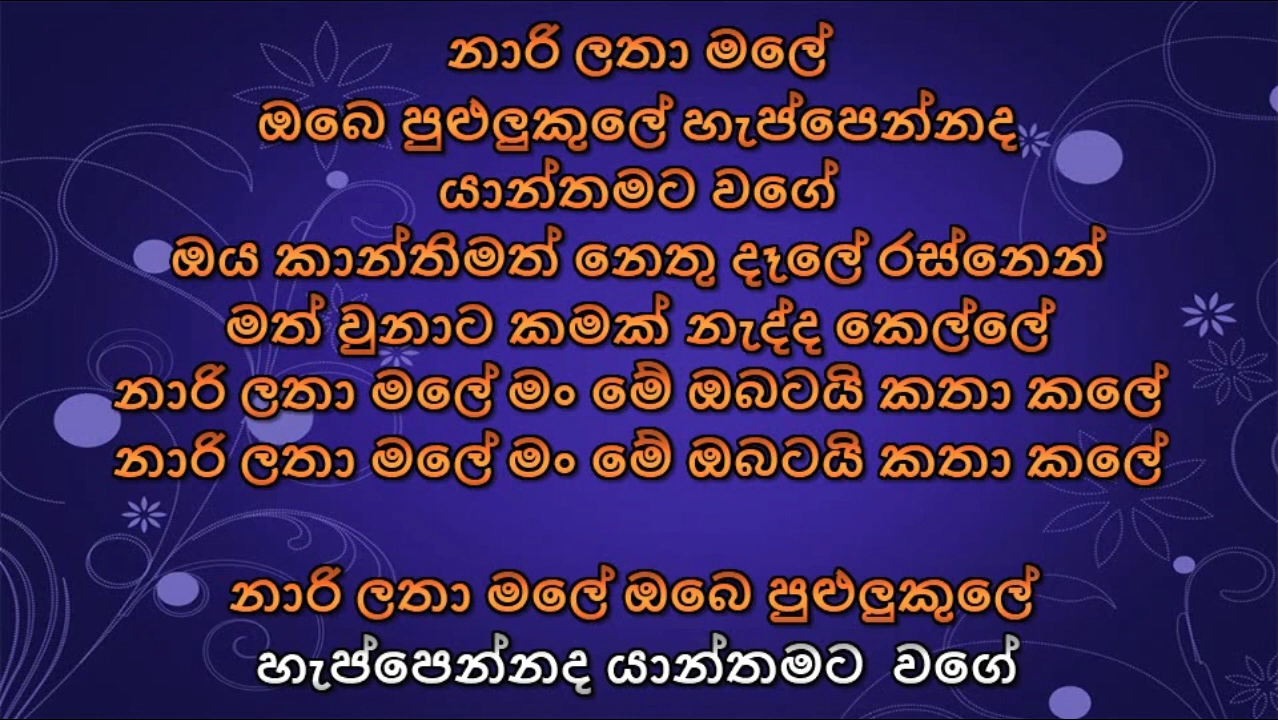 නාරි ලතා මලේ
ඔබෙ පුළුලුකුලේ හැප්පෙන්නද
යාන්තමට වගේ
ඔය කාන්තිමත් නෙතු දෑලේ රස්නෙන්
මත් වුනාට කමක් නැද්ද කෙල්ලේ
නාරි ලතා මලේ මං මේ ඔබටයි කතා කලේ
නාරි ලතා මලේ මං මේ ඔබටයි කතා කලේ
නාරි ලතා මලේ ඔබෙ පුළුලුකුලේ
හැප්පෙන්නද යාන්තමට වගේ